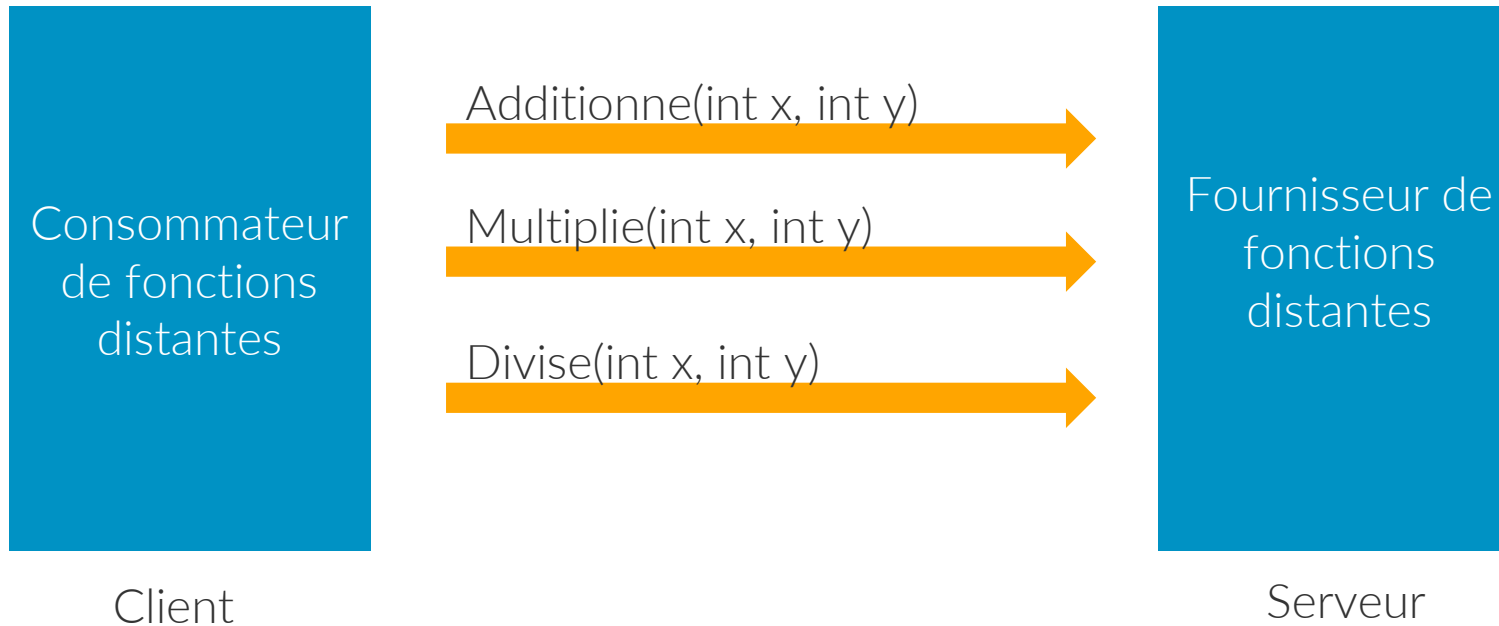 Consommateur
de fonctions
distantes
Client
Additionne(int x, int y)
Multiplie(int x, int y)
Divise(int x, int y)
Fournisseur de
fonctions
distantes
Serveur